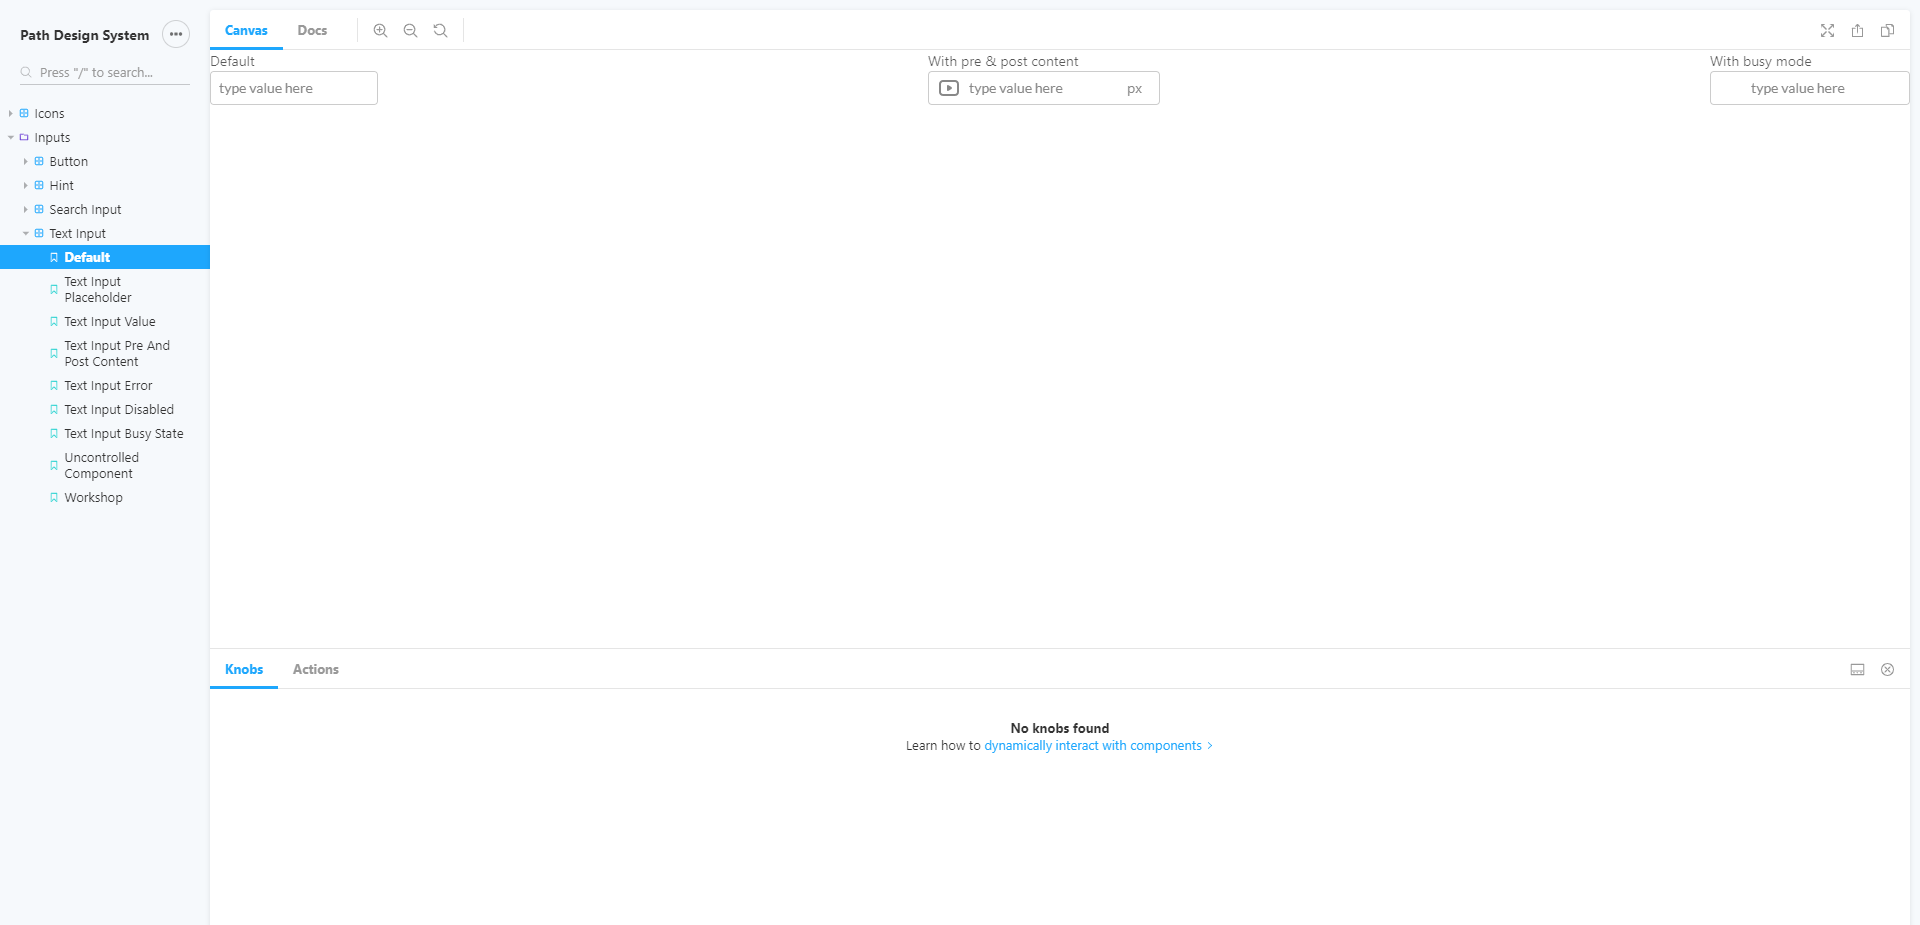 Path Design System
Press "/" to search...
Icons
Inputs
Button
Hint
Search Input
Text Input
Default
Text Input
Placeholder
Text Input Value
Text Input Pre And
Post Content
Text Input Error
Text Input Disabled
Text Input Busy State
Uncontrolled
Component
Workshop
Canvas Docs
Default With pre & post content With busy mode
type value here type value here px type value here
Knobs Actions
No knobs found
Learn how to dynamically interact with components